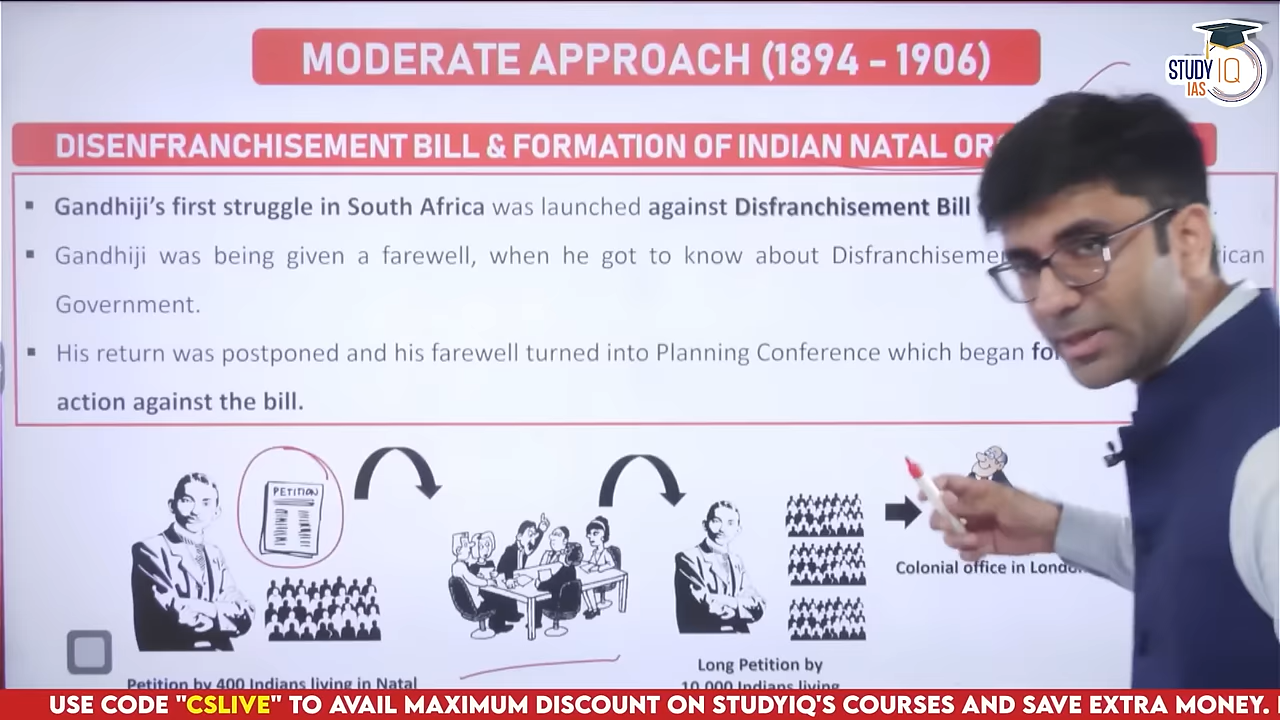 MODERATE APPROACH (1894 – 1906)
STUDY IQ
IAS
DISENFRANCHISEMENT BILL & FORMATION OF INDIAN NATAL
▪ Gandhiji's first struggle in South Africa was launched against Disfranchisement Bill
▪ Gandhiji was being given a farewell, when he got to know about
Government.
▪ His return was postponed and his farewell turned into Planning Conference which began
action against the bill.
PETITION
Colonial office in
Long Petition by
Petition by 400 Indians living in Natal
10,000 Indians living
USE CODE "CSLIVE" TO AVAIL MAXIMUM DISCOUNT ON STUDYIQ'S COURSES AND SAVE EXTRA MONEY.